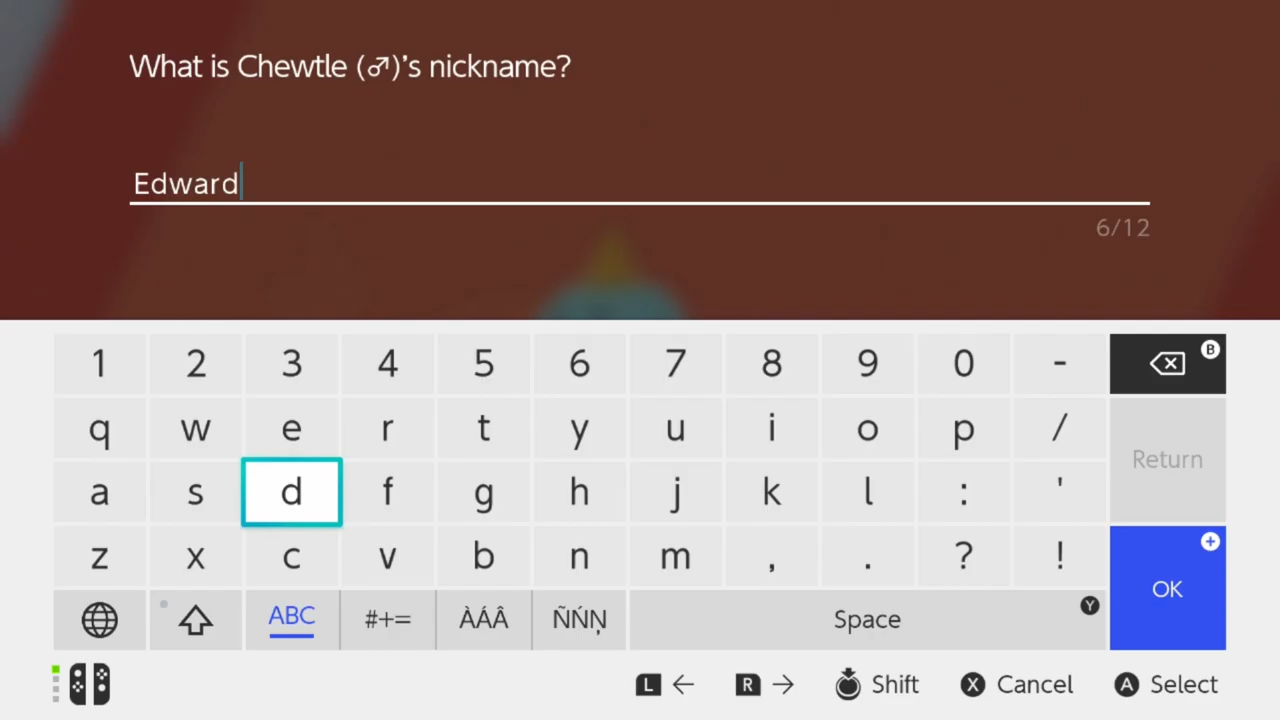 What is Chewtle (♂)'s nickname?
Edward
6/12
1 2 3 4 5 6 7 8 9 0 - B
q w e r t y u i o p /
Return
a s d f g h j k l : '
z x c v b n m , . ? ! +
OK
ABC #+= ÀÁÂ ÑŃŅ Space Y
L ← R → Shift X Cancel A Select